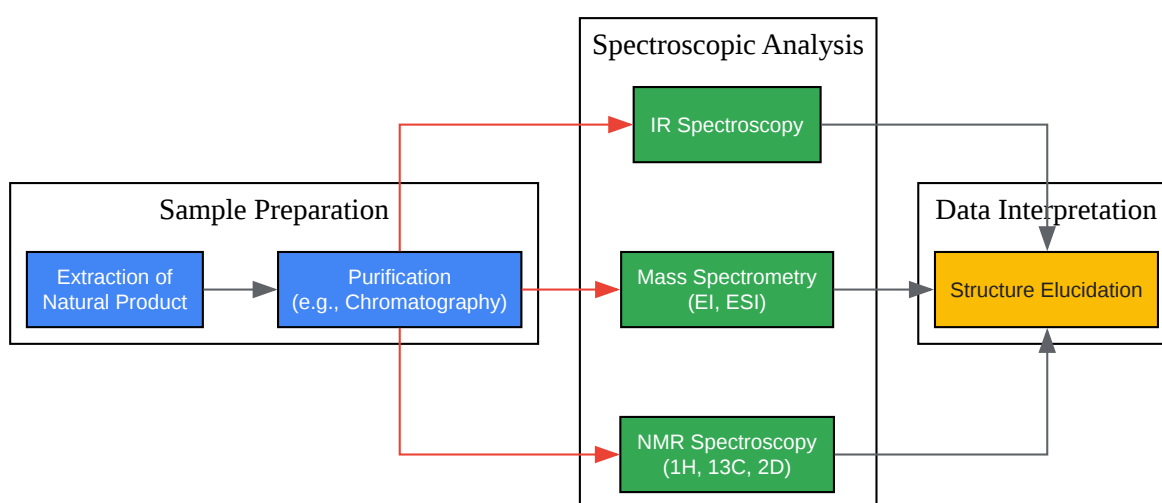 Spectroscopic Analysis
IR Spectroscopy
Sample Preparation
Data Interpretation
Extraction of
Natural Product
Purification
(e.g., Chromatography)
Mass Spectrometry
(EI, ESI)
Structure Elucidation
NMR Spectroscopy
(1H, 13C, 2D)